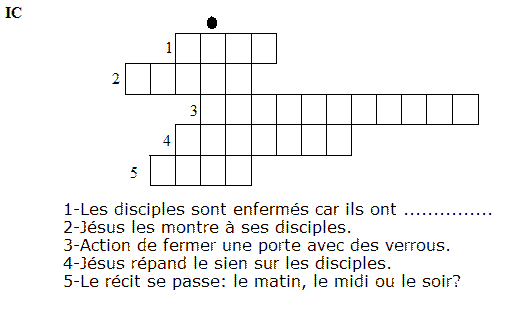 IC
1
2
3
4
5
1-Les disciples sont enfermés car ils ont ...............
2-Jésus les montre à ses disciples.
3-Action de fermer une porte avec des verrous.
4-Jésus répand le sien sur les disciples.
5-Le récit se passe: le matin, le midi ou le soir?